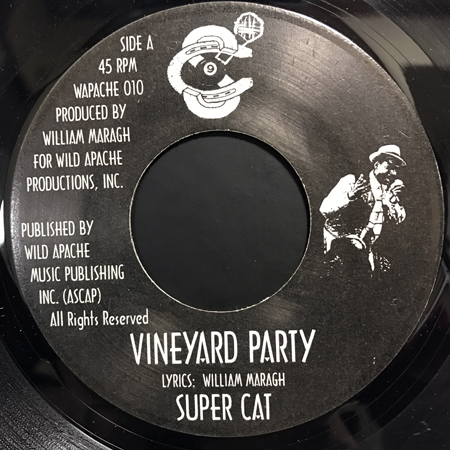 SIDE A
45 RPM
WAPACHE 010
PRODUCED BY
WILLIAM MARAGH
FOR WILD APACHE
PRODUCTIONS, INC.
9
PUBLISHED BY
WILD APACHE
MUSIC PUBLISHING
INC. (ASCAP)
All Rights Reserved
VINEYARD PARTY
LYRICS: WILLIAM MARAGH
SUPER CAT